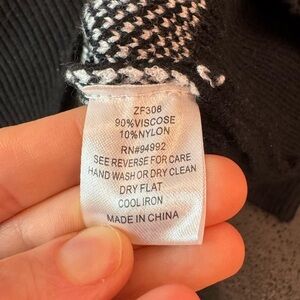 ZF308
90%VISCOSE
10%NYLON
RN#94992
SEE REVERSE FOR CARE
HAND WASH OR DRY CLEAN
DRY FLAT
COOL IRON
MADE IN CHINA